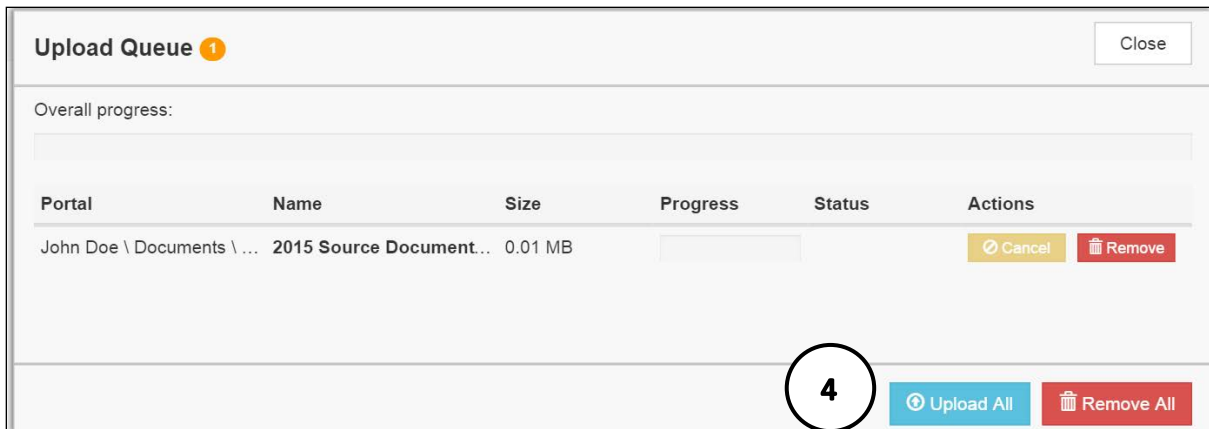 Upload Queue 1
Close
Overall progress:
Portal Name Size Progress Status Actions
John Doe \ Documents \ ... 2015 Source Document... 0.01 MB Cancel Remove
4 Upload All Remove All